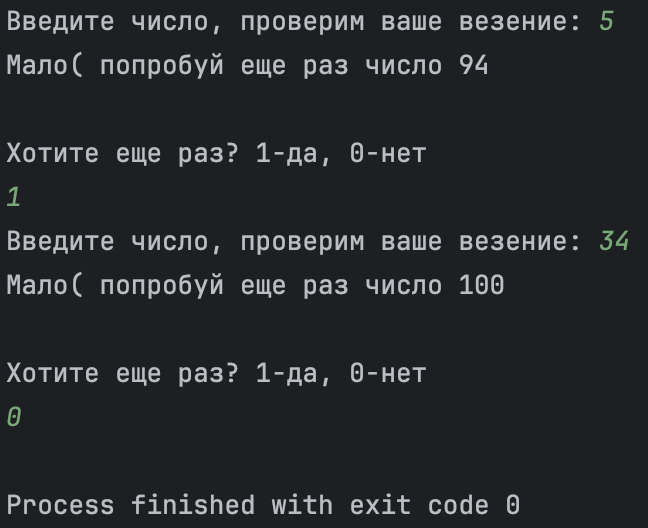 Введите число, проверим ваше везение: 5
Мало( попробуй еще раз число 94
Хотите еще раз? 1-да, 0-нет
1
Введите число, проверим ваше везение: 34
Мало( попробуй еще раз число 100
Хотите еще раз? 1-да, 0-нет
0
Process finished with exit code 0